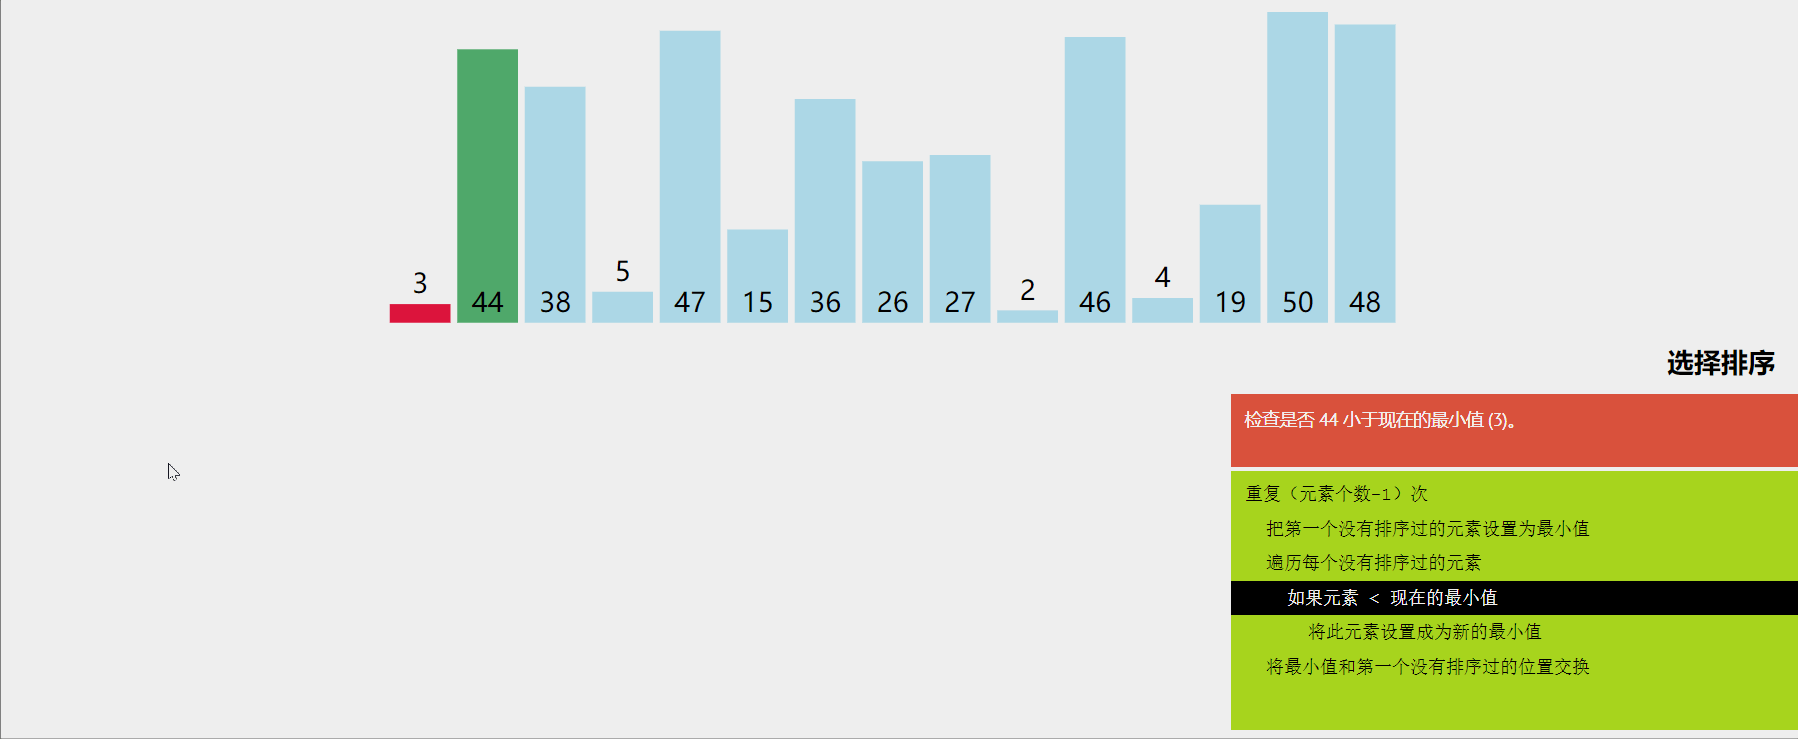 3 44 38 5 47 15 36 26 27 2 46 4 19 50 48
选择排序
检查是否 44 小于现在的最小值 (3)。
重复（元素个数-1）次
把第一个没有排序过的元素设置为最小值
遍历每个没有排序过的元素
如果元素 < 现在的最小值
将此元素设置成为新的最小值
将最小值和第一个没有排序过的位置交换